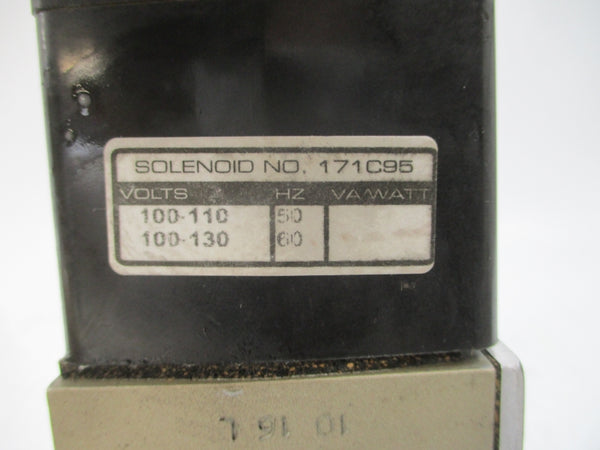 SOLENOID NO. 171C95
VOLTS HZ VA/WATT
100-110 50
100-130 60
10 16 L